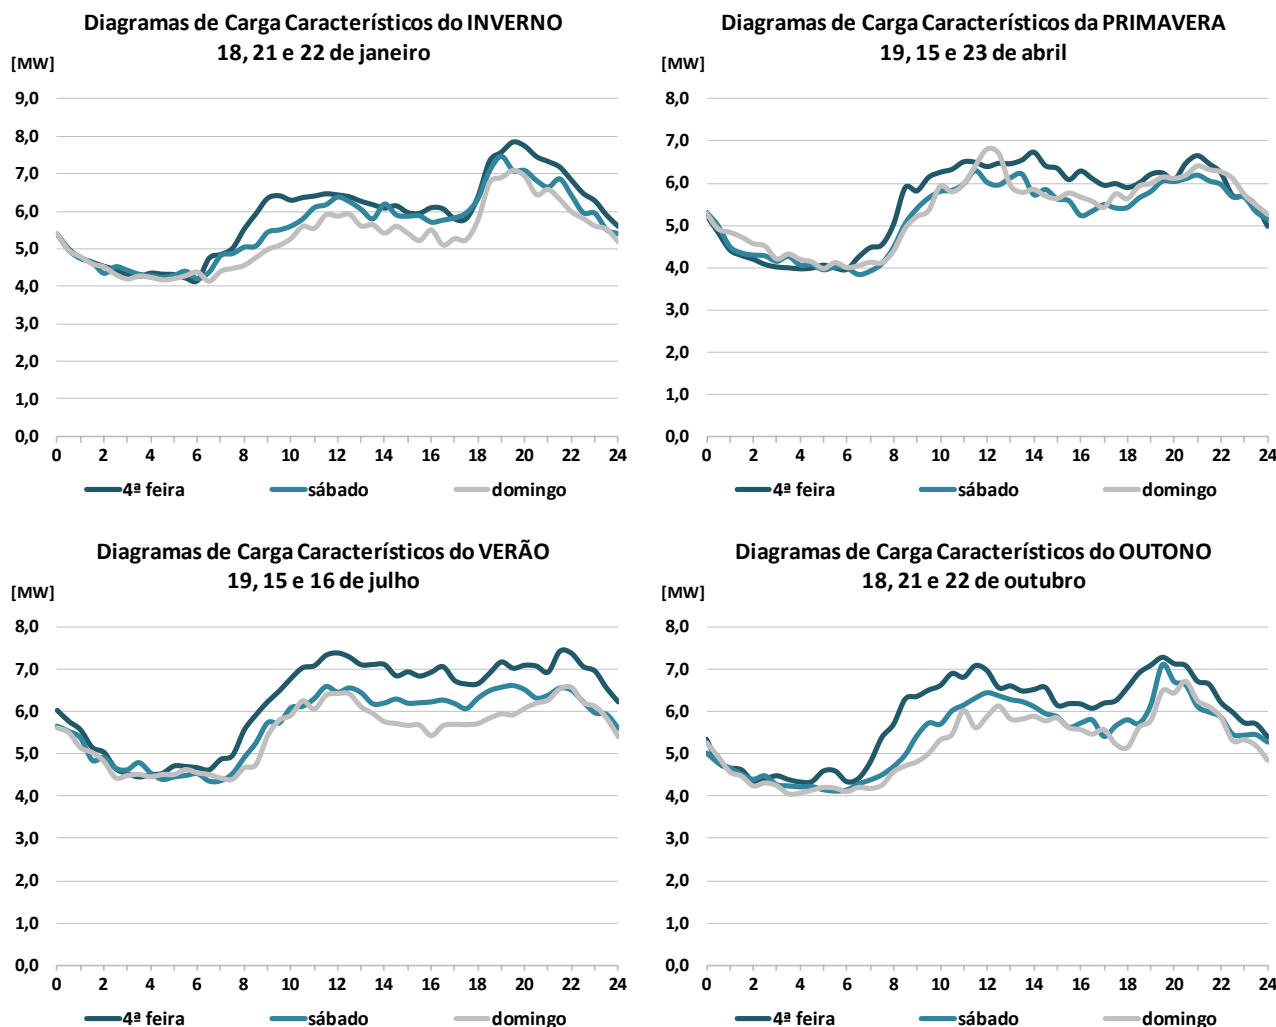 Diagramas de Carga Característicos do INVERNO
18, 21 e 22 de janeiro
[MW]
9,0
8,0
7,0
6,0
5,0
4,0
3,0
2,0
1,0
0,0
0 2 4 6 8 10 12 14 16 18 20 22 24
4ª feira sábado domingo
Diagramas de Carga Característicos da PRIMAVERA
19, 15 e 23 de abril
[MW]
8,0
7,0
6,0
5,0
4,0
3,0
2,0
1,0
0,0
0 2 4 6 8 10 12 14 16 18 20 22 24
4ª feira sábado domingo
Diagramas de Carga Característicos do VERÃO
19, 15 e 16 de julho
[MW]
8,0
7,0
6,0
5,0
4,0
3,0
2,0
1,0
0,0
0 2 4 6 8 10 12 14 16 18 20 22 24
4ª feira sábado domingo
Diagramas de Carga Característicos do OUTONO
18, 21 e 22 de outubro
[MW]
8,0
7,0
6,0
5,0
4,0
3,0
2,0
1,0
0,0
0 2 4 6 8 10 12 14 16 18 20 22 24
4ª feira sábado domingo